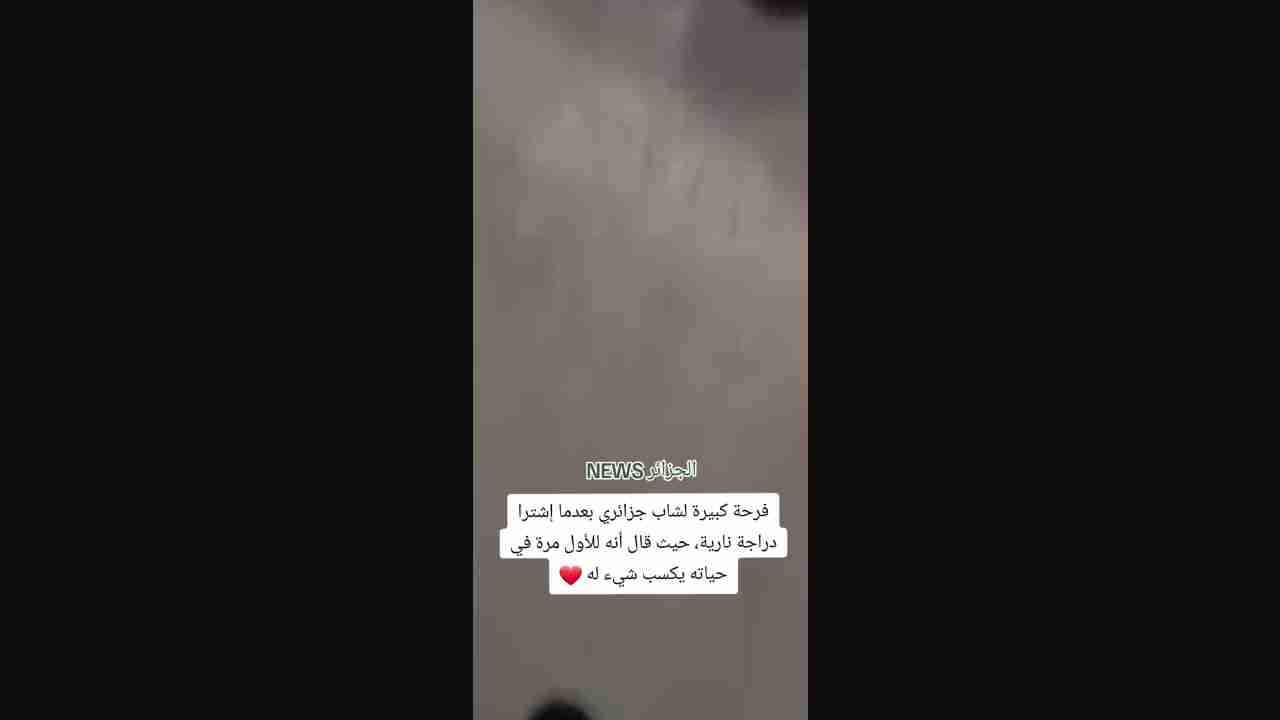 الجزائر NEWS
فرحة كبيرة لشاب جزائري بعدما إشترا
دراجة نارية، حيث قال أنه للأول مرة في
حياته يكسب شيء له ❤️